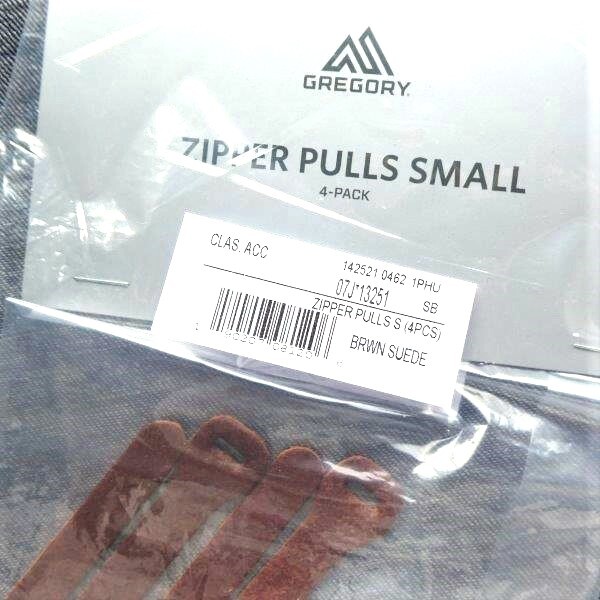 GREGORY
ZIPPER PULLS SMALL
4-PACK
CLAS. ACC
142521 0462 1PHU
07J*13251 SB
ZIPPER PULLS S (4PCS)
BRWN SUEDE